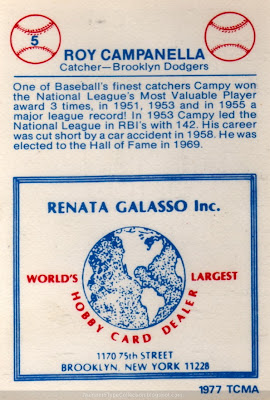 5
ROY CAMPANELLA
Catcher—Brooklyn Dodgers
One of Baseball's finest catchers Campy won
the National League's Most Valuable Player
award 3 times, in 1951, 1953 and in 1955 a
major league record! In 1953 Campy led the
National League in RBI's with 142. His career
was cut short by a car accident in 1958. He was
elected to the Hall of Fame in 1969.
RENATA GALASSO Inc.
WORLD'S LARGEST
HOBBY CARD DEALER
1170 75th STREET
BROOKLYN, NEW YORK 11228
1977 TCMA